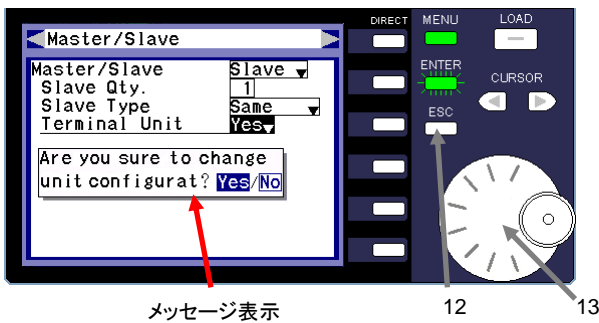 DIRECT MENU LOAD
Master/Slave
Master/Slave Slave
Slave Qty. 1
Slave Type Same
Terminal Unit Yes
ENTER
CURSOR
ESC
Are you sure to change
unit configurat? Yes/No
メッセージ表示 12 13